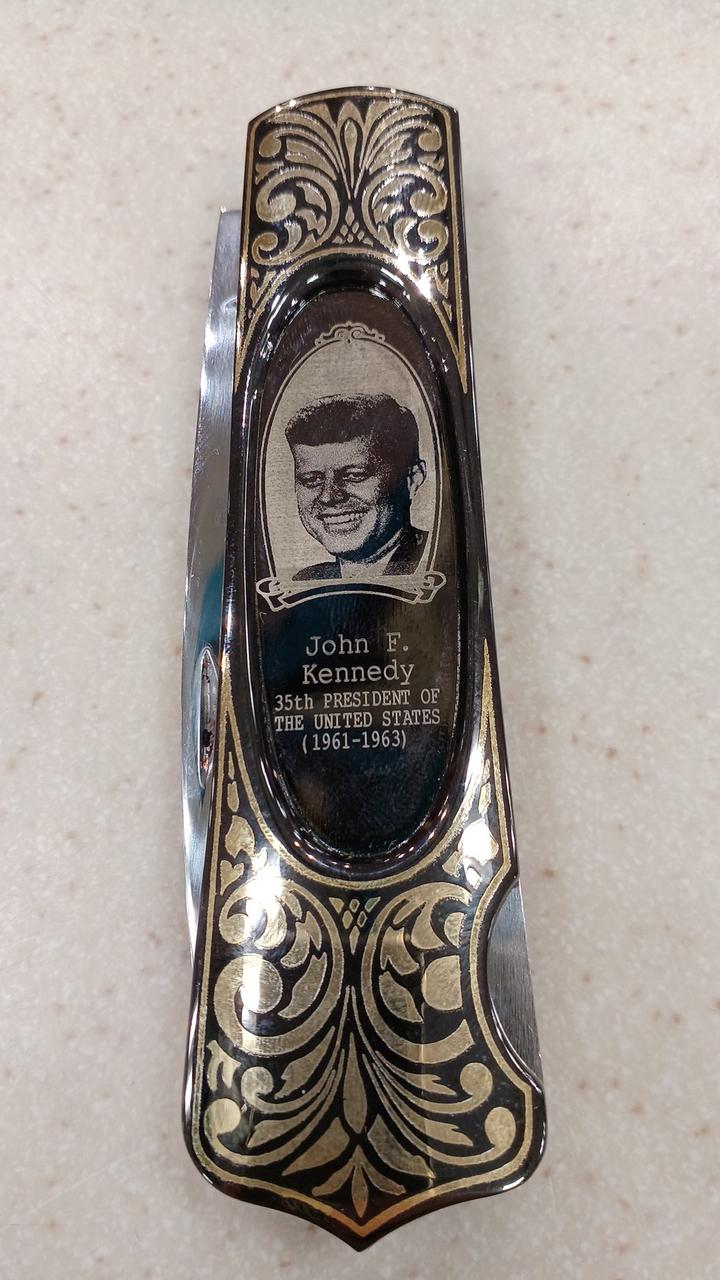 John F.
Kennedy
35th PRESIDENT OF
THE UNITED STATES
(1961-1963)